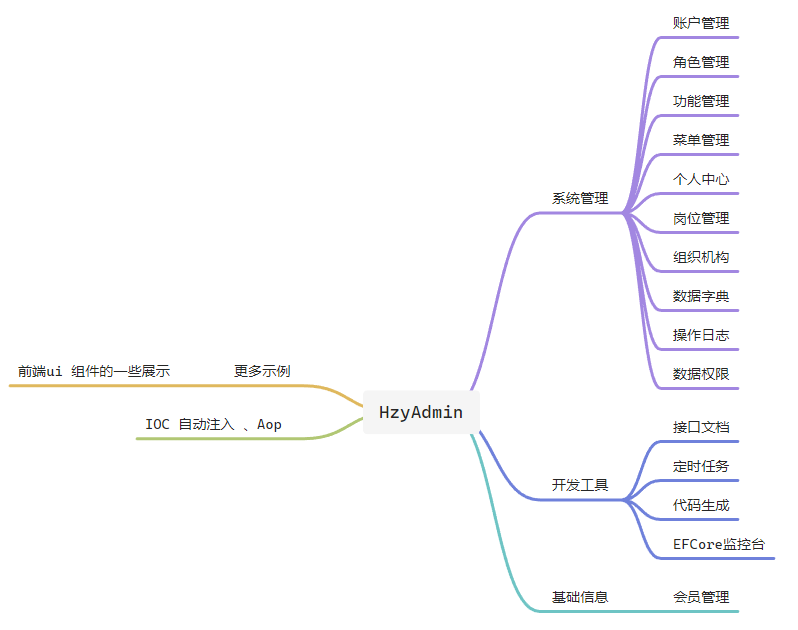 账户管理
角色管理
功能管理
菜单管理
个人中心
系统管理
岗位管理
组织机构
数据字典
操作日志
数据权限
前端ui 组件的一些展示
更多示例
HzyAdmin
IOC 自动注入 、Aop
接口文档
定时任务
开发工具
代码生成
EFCore监控台
基础信息
会员管理